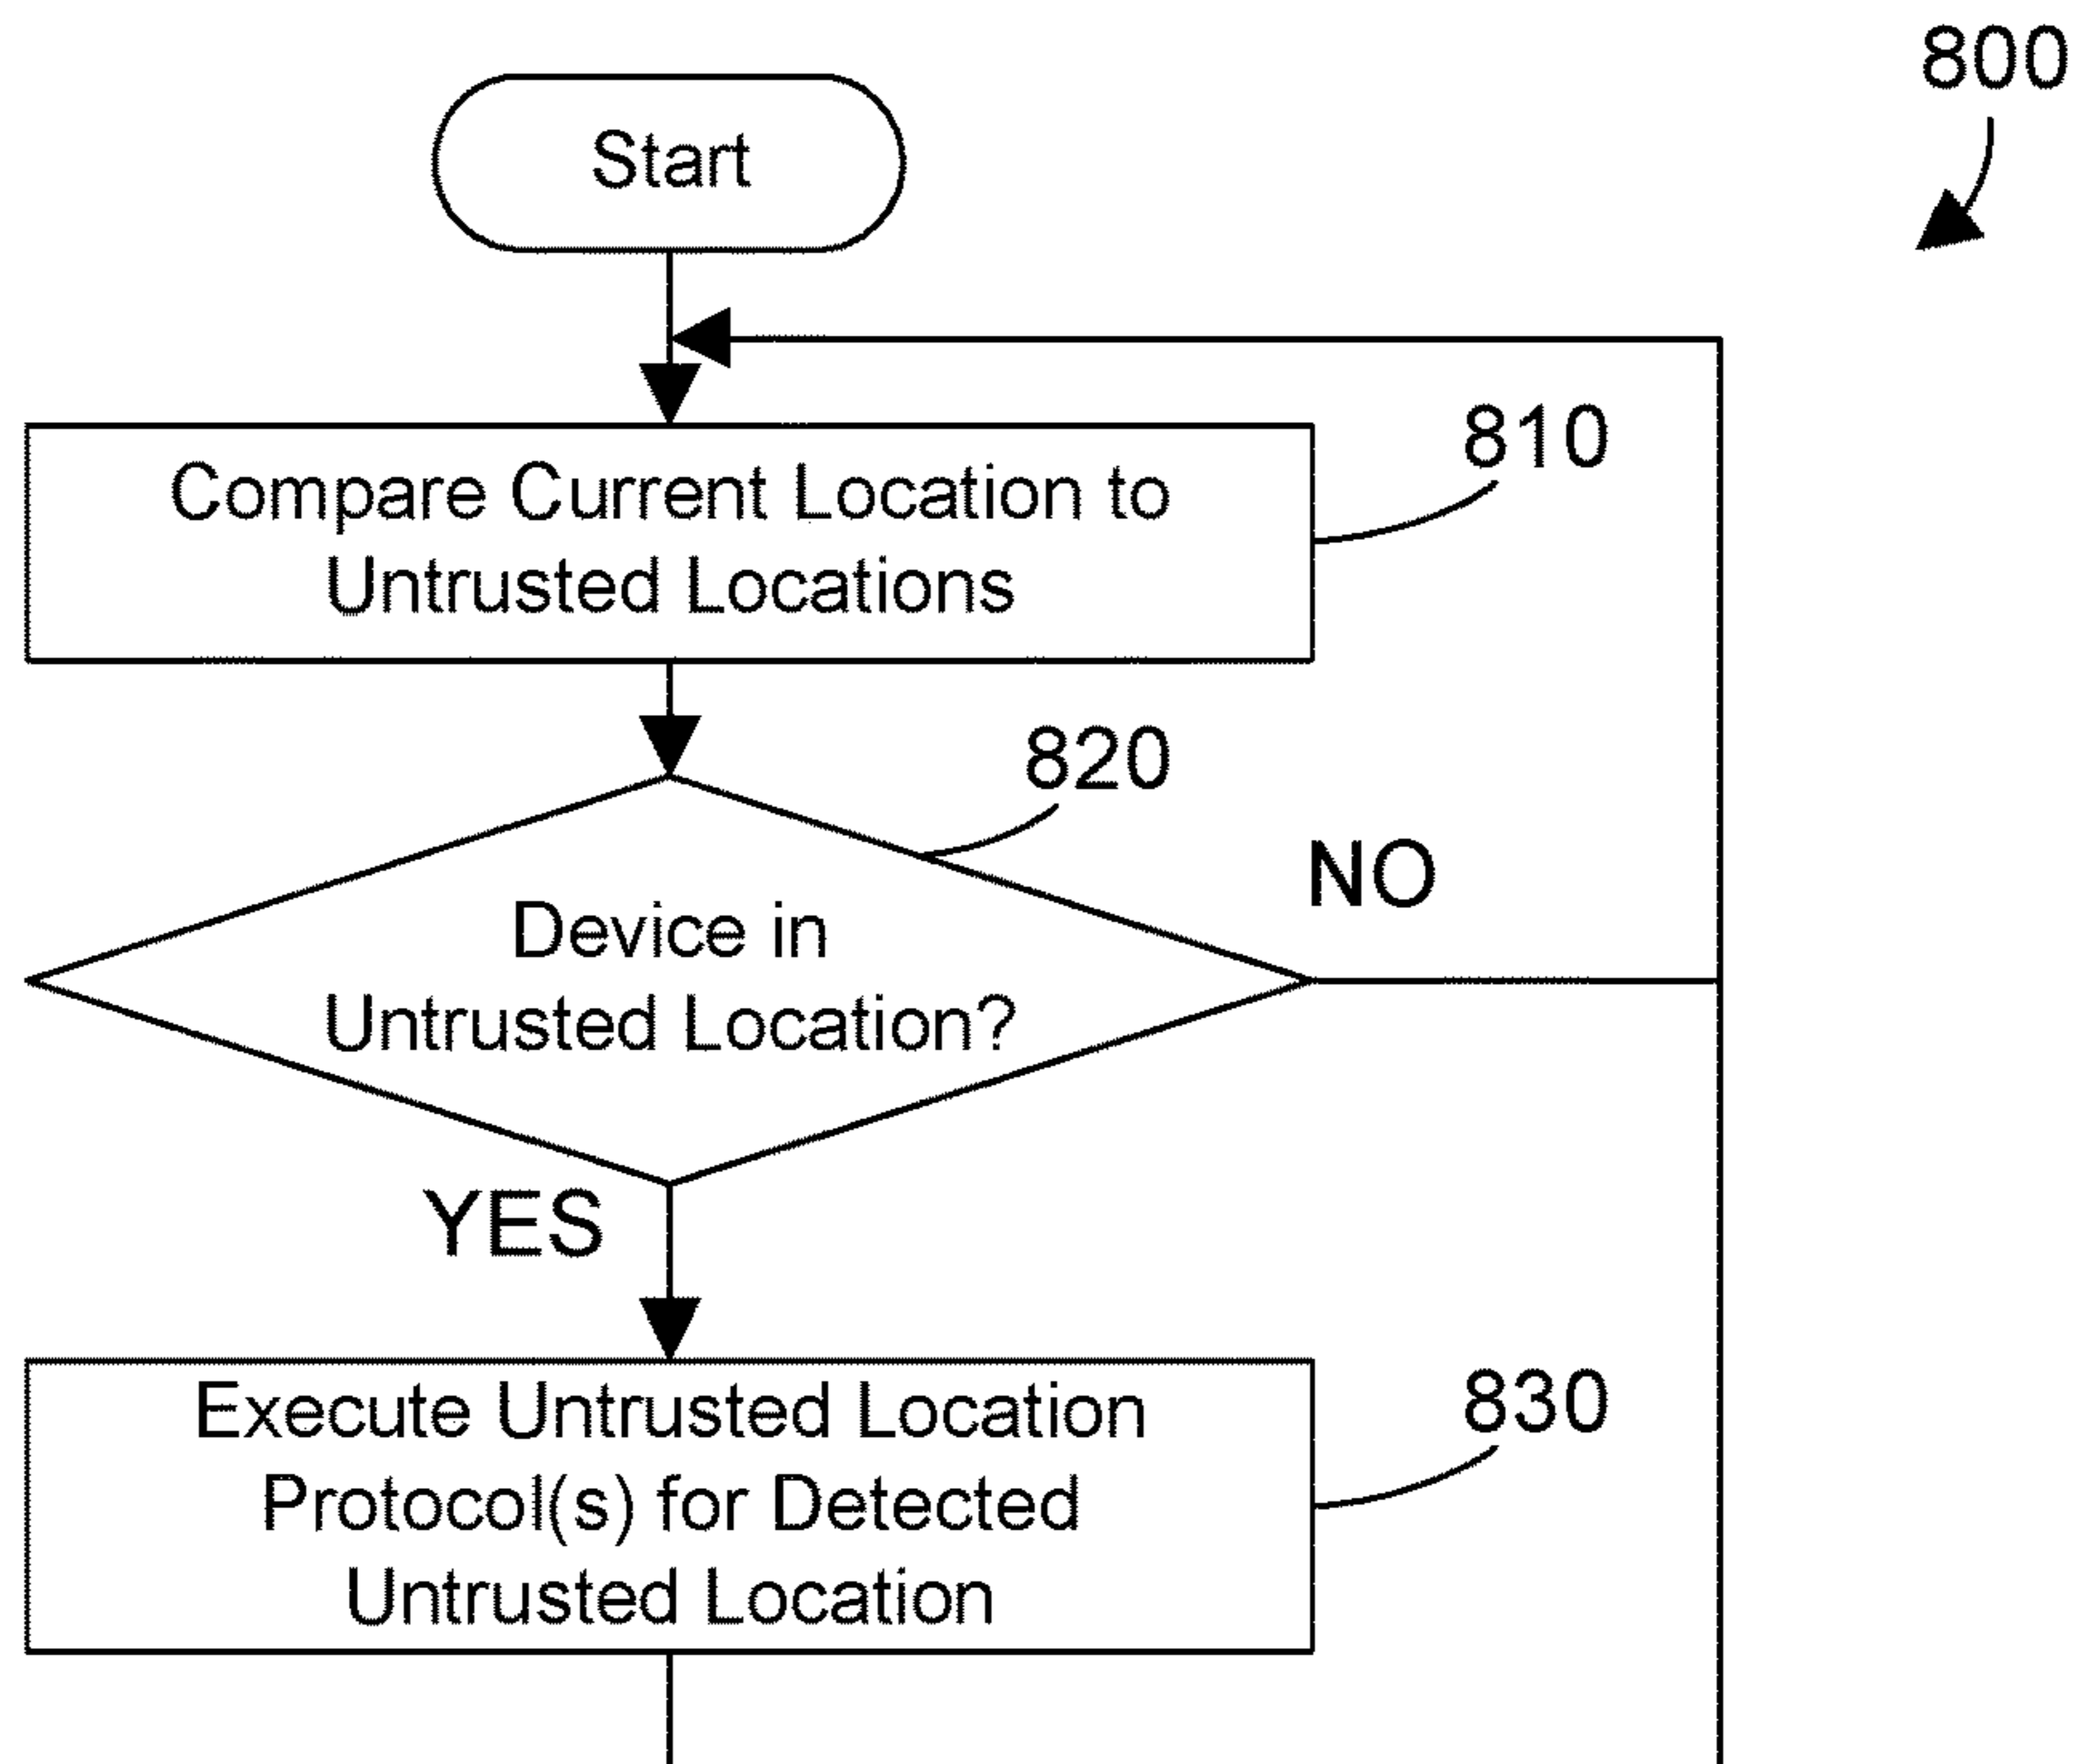 800
Start
810
Compare Current Location to
Untrusted Locations
820
NO
Device in
Untrusted Location?
YES
830
Execute Untrusted Location
Protocol(s) for Detected
Untrusted Location